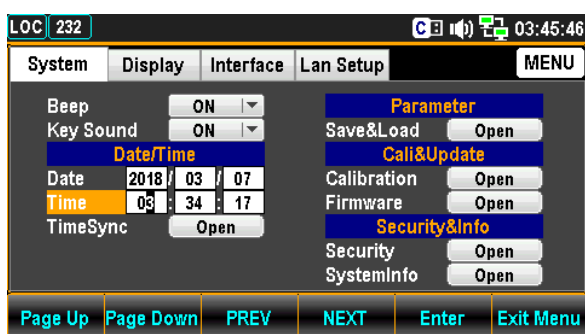 LOC 232 C 03:45:46
System Display Interface Lan Setup MENU
Beep ON
Key Sound ON
Date/Time
Date 2018 / 03 / 07
Time 03 : 34 : 17
TimeSync Open
Parameter
Save&Load Open
Cali&Update
Calibration Open
Firmware Open
Security&Info
Security Open
SystemInfo Open
Page Up Page Down PREV NEXT Enter Exit Menu